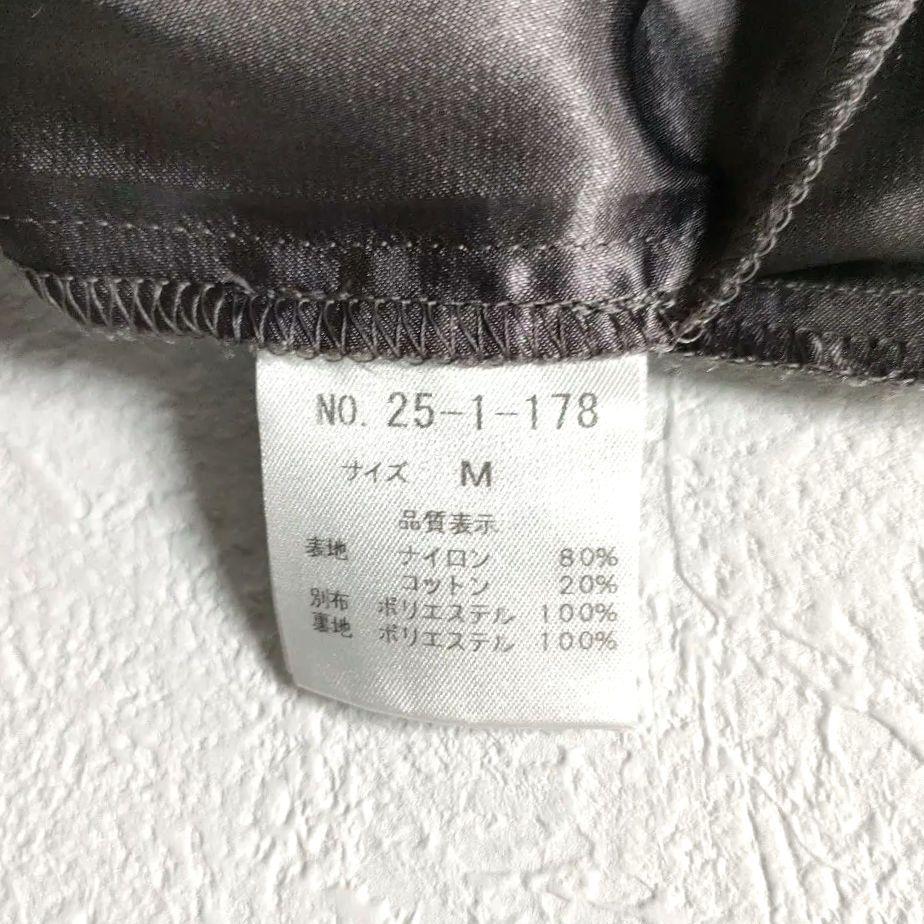 NO. 25-1-178
サイズ M
品質表示
表地 ナイロン 80%
コットン 20%
別布 ポリエステル 100%
裏地 ポリエステル 100%